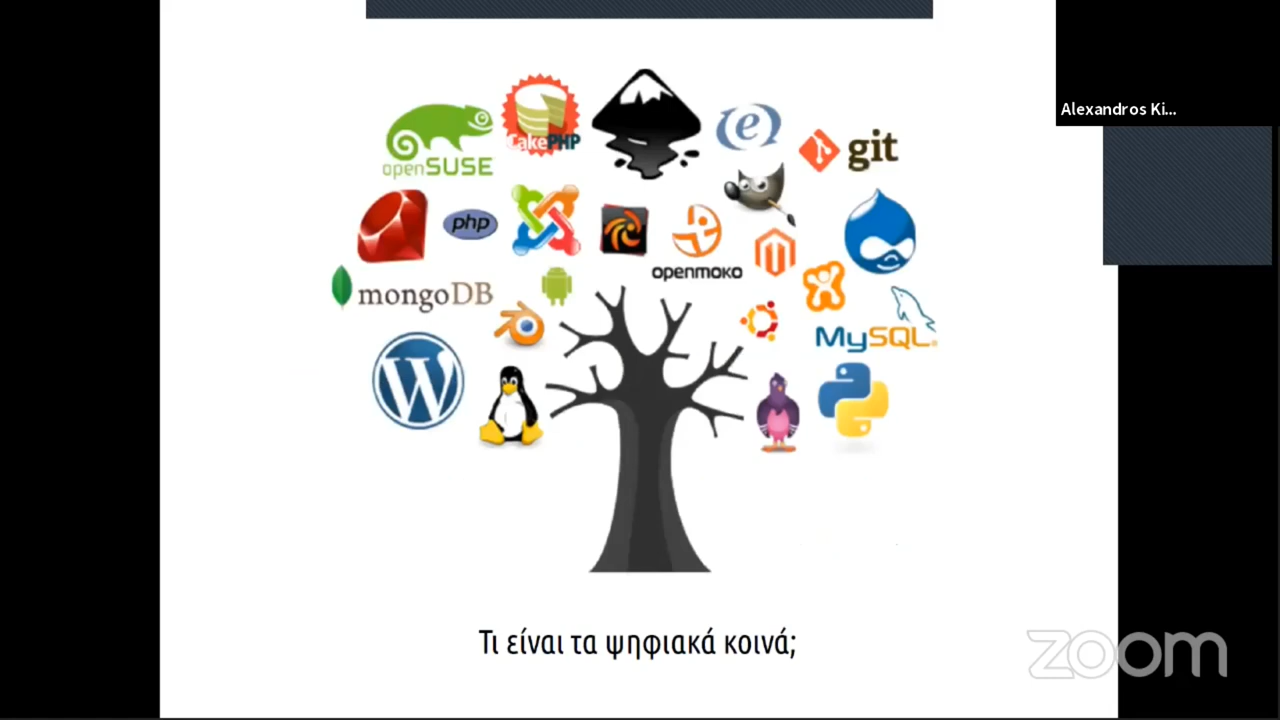 Alexandros Ki...
openSUSE
CakePHP
e
git
php
openmoko
mongoDB
MySQL®
W
Τι είναι τα ψηφιακά κοινά;
zoom